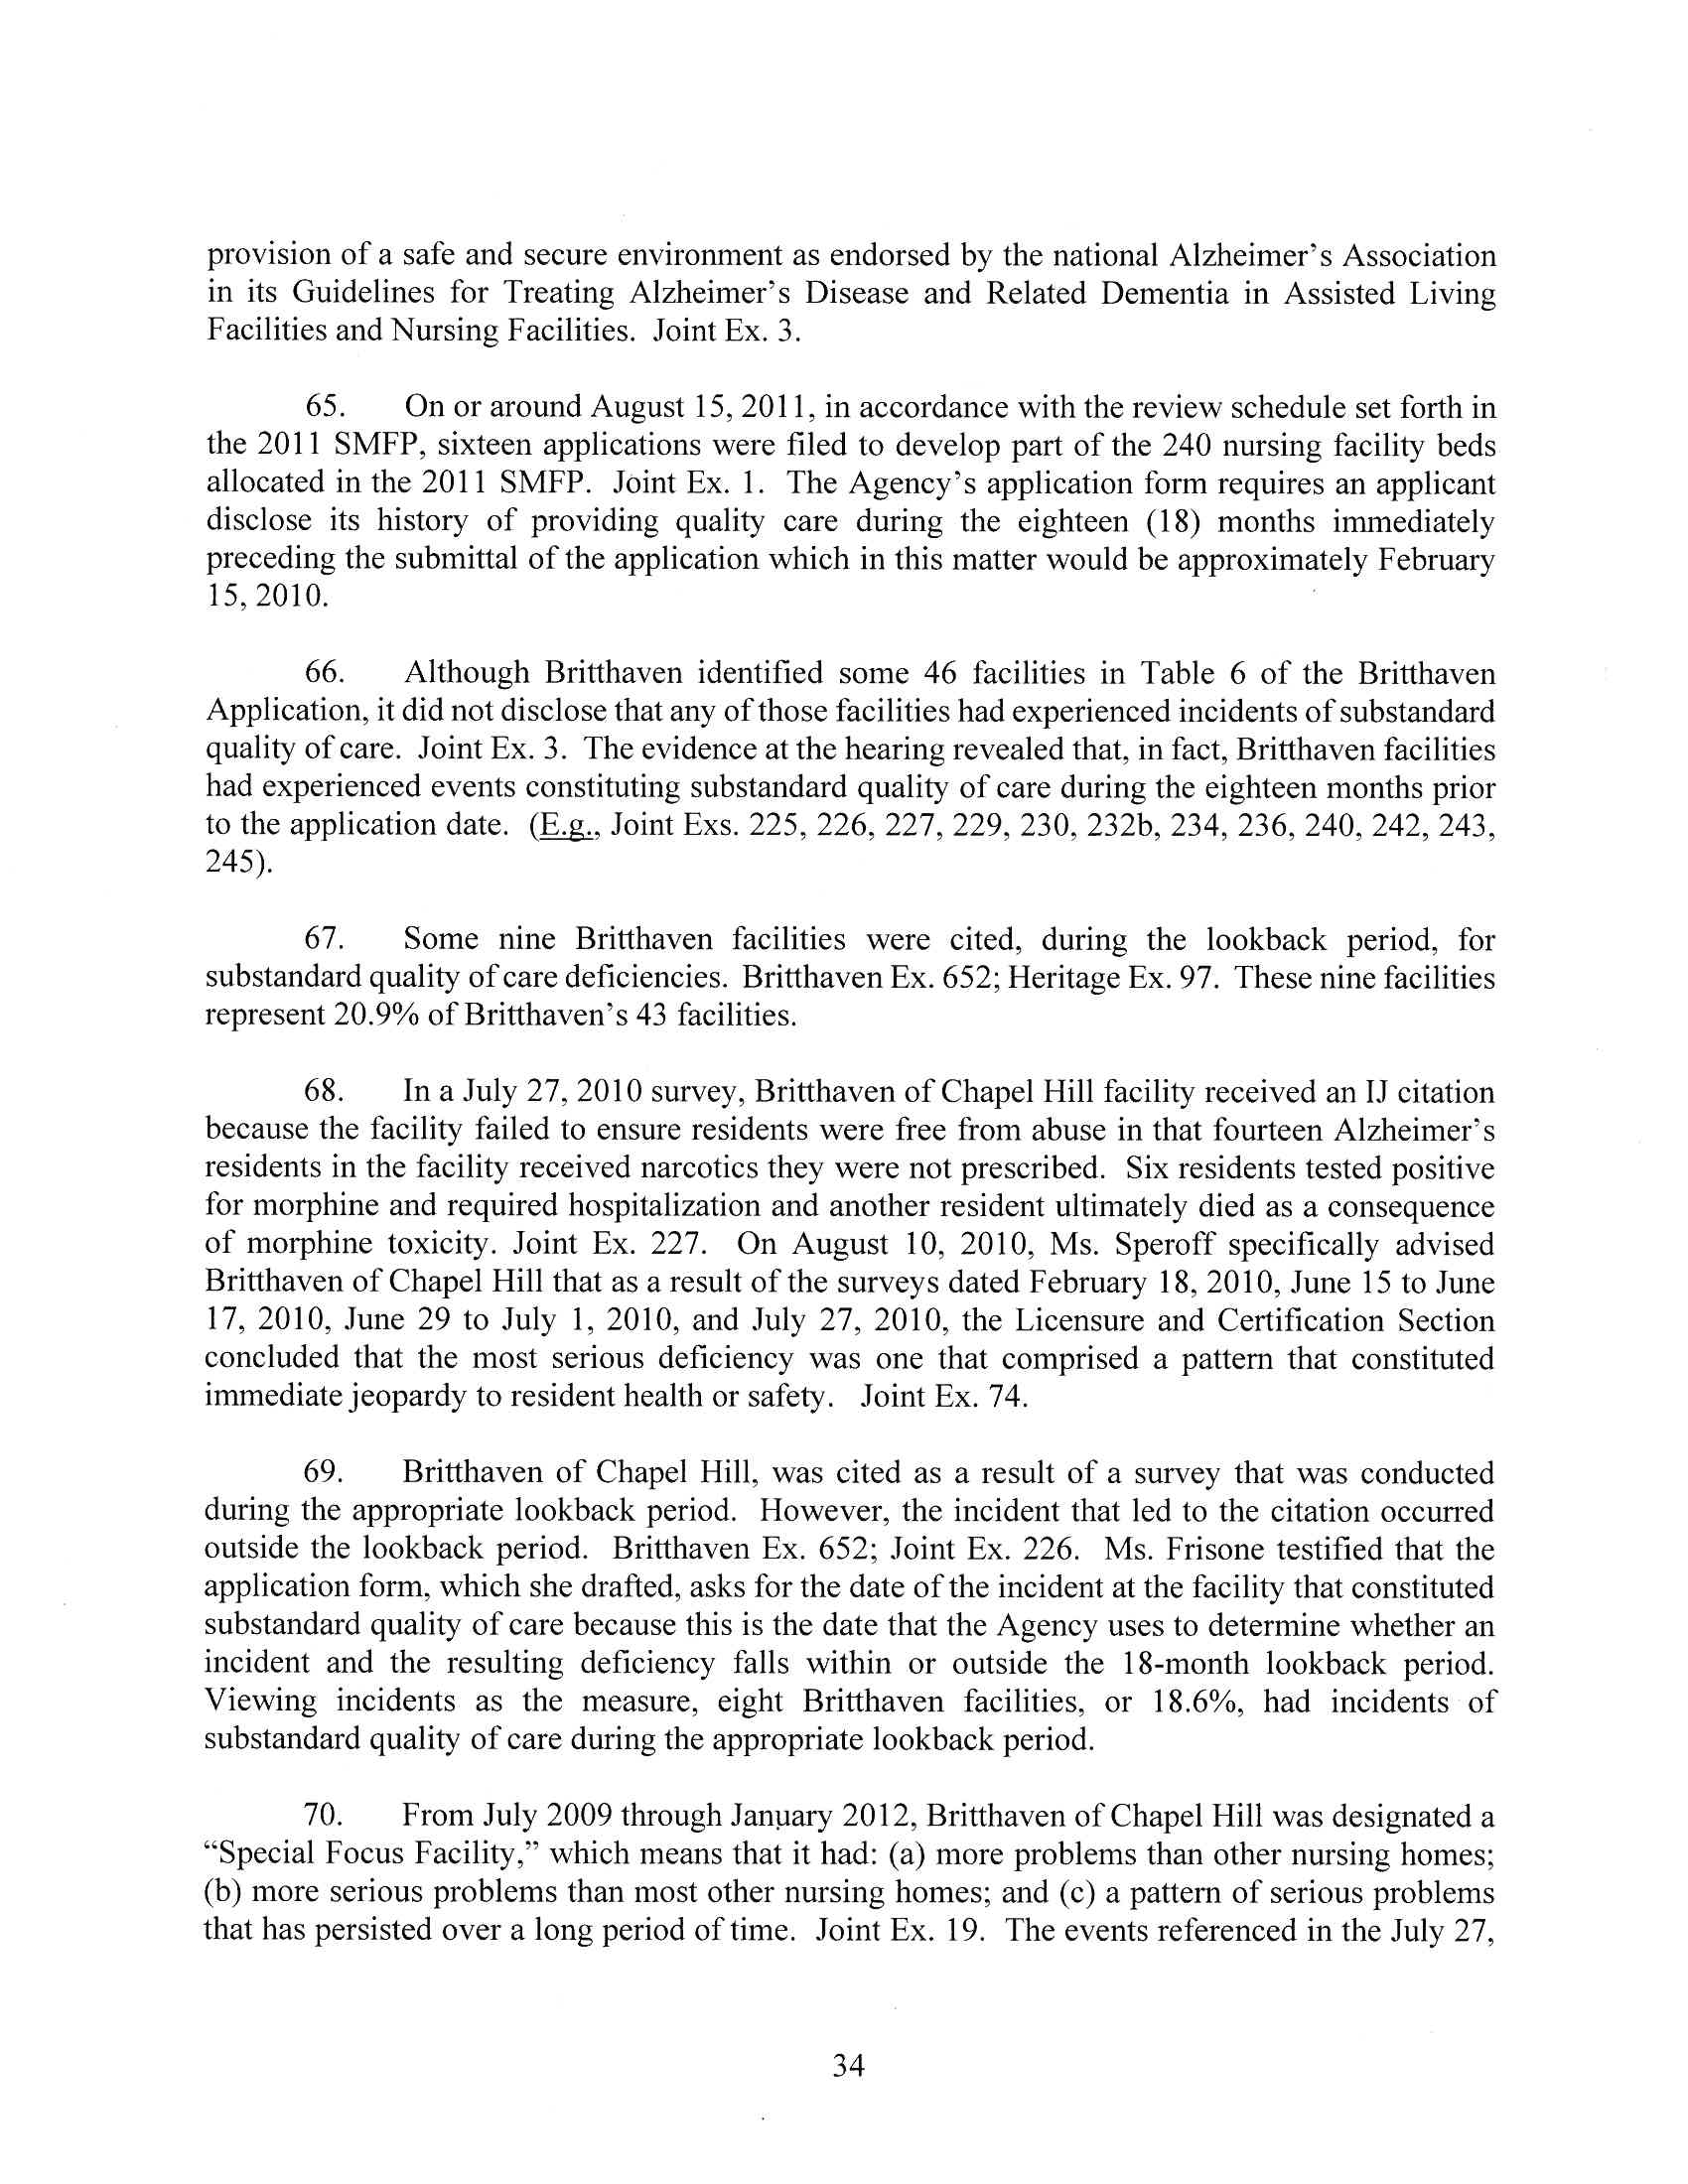 provision of a safe and secure environment as endorsed by the national Alzheimer's Association
in its Guidelines for Treating Alzheimer's Disease and Related Dementia in Assisted Living
Facilities and Nursing Facilities. Joint Ex. 3.
65. On or around August 15, 2011, in accordance with the review schedule set forth in
the 2011 SMFP, sixteen applications were filed to develop part of the 240 nursing facility beds
allocated in the 2011 SMFP. Joint Ex. 1. The Agency's application form requires an applicant
disclose its history of providing quality care during the eighteen (18) months immediately
preceding the submittal of the application which in this matter would be approximately February
15, 2010.
66. Although Britthaven identified some 46 facilities in Table 6 of the Britthaven
Application, it did not disclose that any of those facilities had experienced incidents of substandard
quality of care. Joint Ex. 3. The evidence at the hearing revealed that, in fact, Britthaven facilities
had experienced events constituting substandard quality of care during the eighteen months prior
to the application date. (E.g., Joint Exs. 225, 226, 227, 229, 230, 232b, 234, 236, 240, 242, 243,
245).
67. Some nine Britthaven facilities were cited, during the lookback period, for
substandard quality of care deficiencies. Britthaven Ex. 652; Heritage Ex. 97. These nine facilities
represent 20.9% of Britthaven's 43 facilities.
68. In a July 27, 2010 survey, Britthaven of Chapel Hill facility received an IJ citation
because the facility failed to ensure residents were free from abuse in that fourteen Alzheimer's
residents in the facility received narcotics they were not prescribed. Six residents tested positive
for morphine and required hospitalization and another resident ultimately died as a consequence
of morphine toxicity. Joint Ex. 227. On August 10, 2010, Ms. Speroff specifically advised
Britthaven of Chapel Hill that as a result of the surveys dated February 18, 2010, June 15 to June
17, 2010, June 29 to July 1, 2010, and July 27, 2010, the Licensure and Certification Section
concluded that the most serious deficiency was one that comprised a pattern that constituted
immediate jeopardy to resident health or safety. Joint Ex. 74.
69. Britthaven of Chapel Hill, was cited as a result of a survey that was conducted
during the appropriate lookback period. However, the incident that led to the citation occurred
outside the lookback period. Britthaven Ex. 652; Joint Ex. 226. Ms. Frisone testified that the
application form, which she drafted, asks for the date of the incident at the facility that constituted
substandard quality of care because this is the date that the Agency uses to determine whether an
incident and the resulting deficiency falls within or outside the 18-month lookback period.
Viewing incidents as the measure, eight Britthaven facilities, or 18.6%, had incidents of
substandard quality of care during the appropriate lookback period.
70. From July 2009 through January 2012, Britthaven of Chapel Hill was designated a
“Special Focus Facility,” which means that it had: (a) more problems than other nursing homes;
(b) more serious problems than most other nursing homes; and (c) a pattern of serious problems
that has persisted over a long period of time. Joint Ex. 19. The events referenced in the July 27,
34